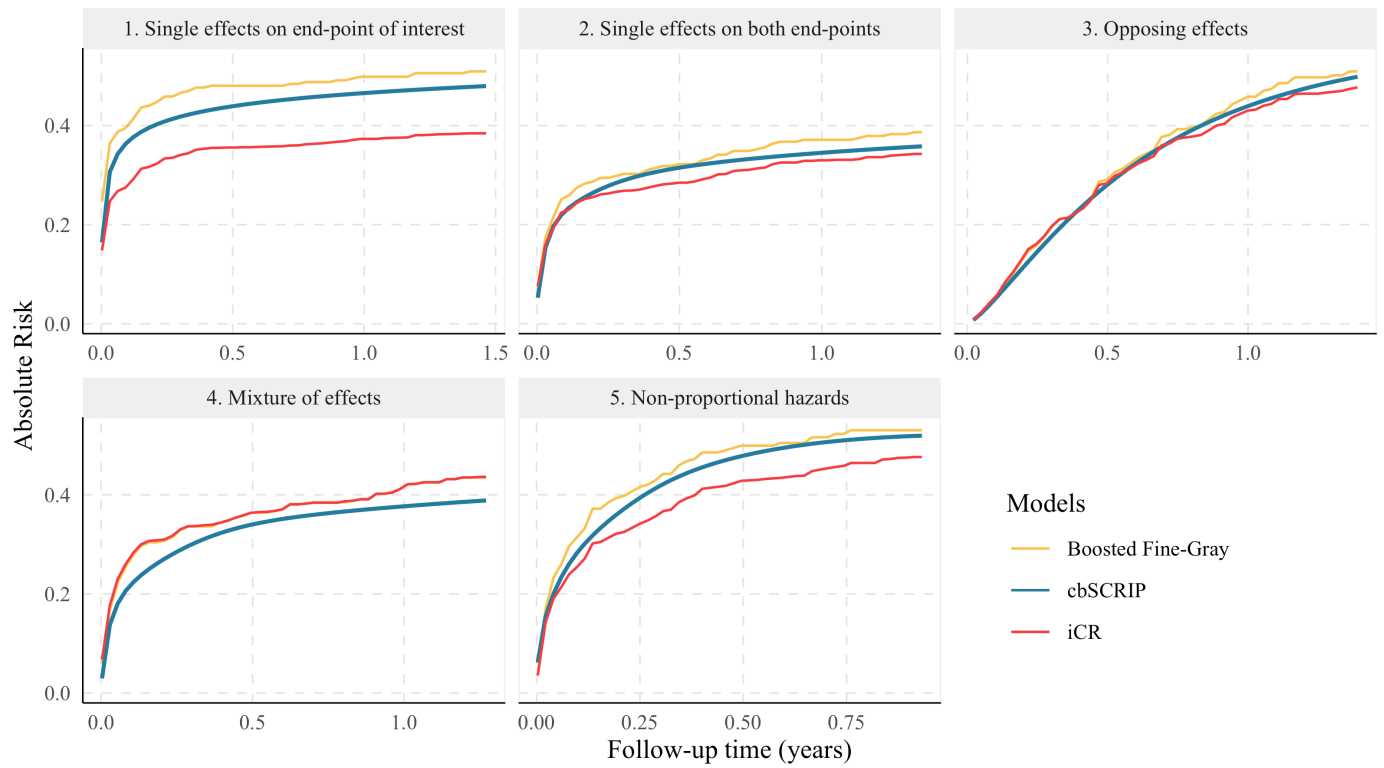 1. Single effects on end-point of interest
2. Single effects on both end-points
3. Opposing effects
0.4
0.2
0.0
0.0 0.5 1.0 1.5
0.0 0.5 1.0
0.0 0.5 1.0
Absolute Risk
4. Mixture of effects
5. Non-proportional hazards
0.4
0.2
0.0
0.0 0.5 1.0
0.00 0.25 0.50 0.75
Follow-up time (years)
Models
Boosted Fine-Gray
cbSCRIP
iCR